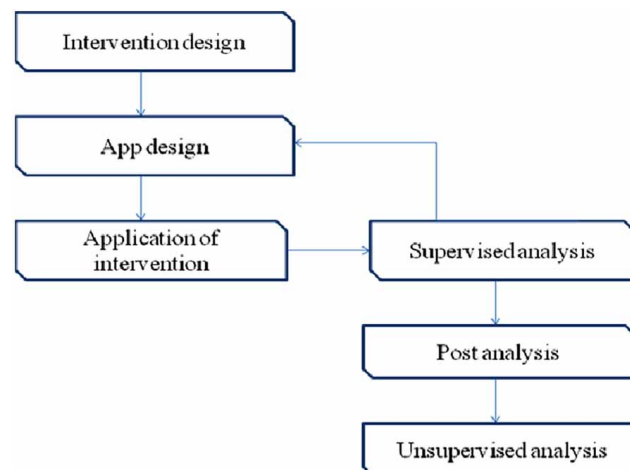 Intervention design
App design
Application of
intervention
Supervised analysis
Post analysis
Unsupervised analysis